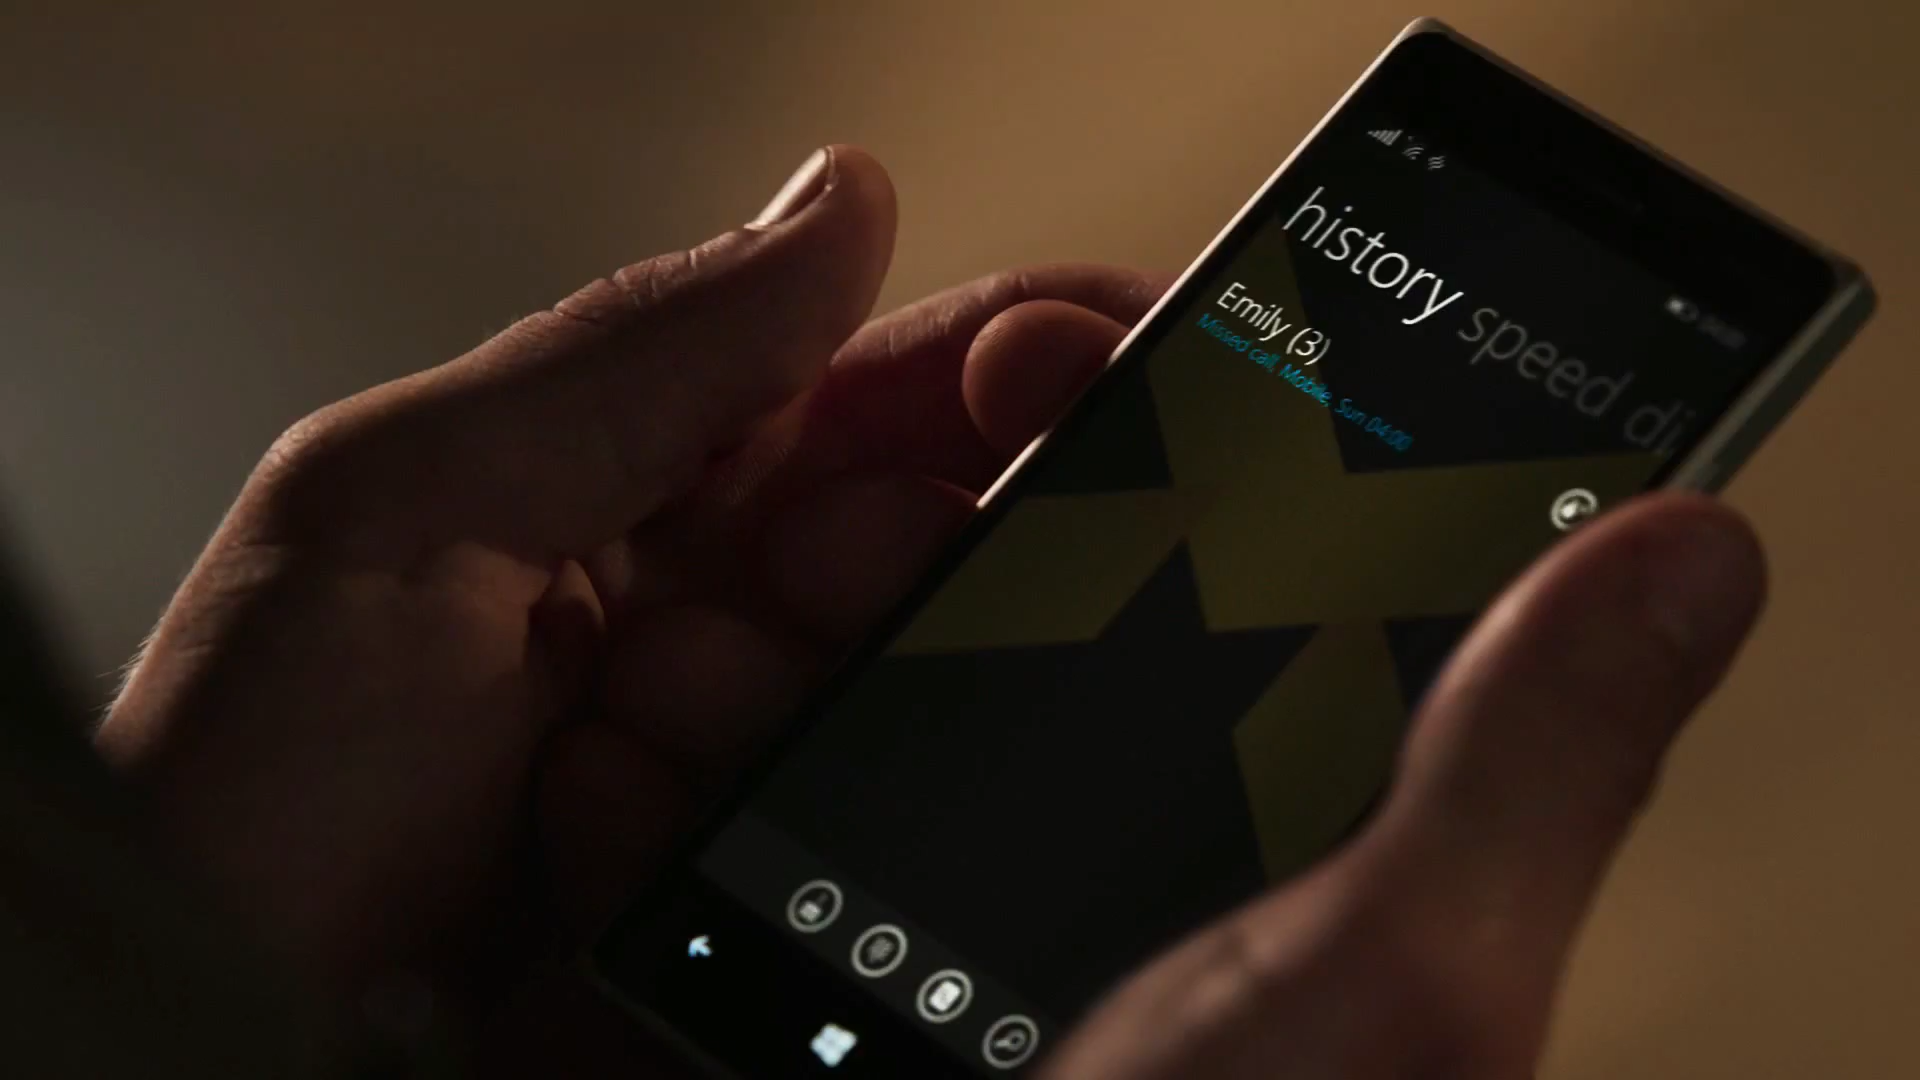 history speed di
Emily (3)
Missed call, Mobile, Sun 04:00